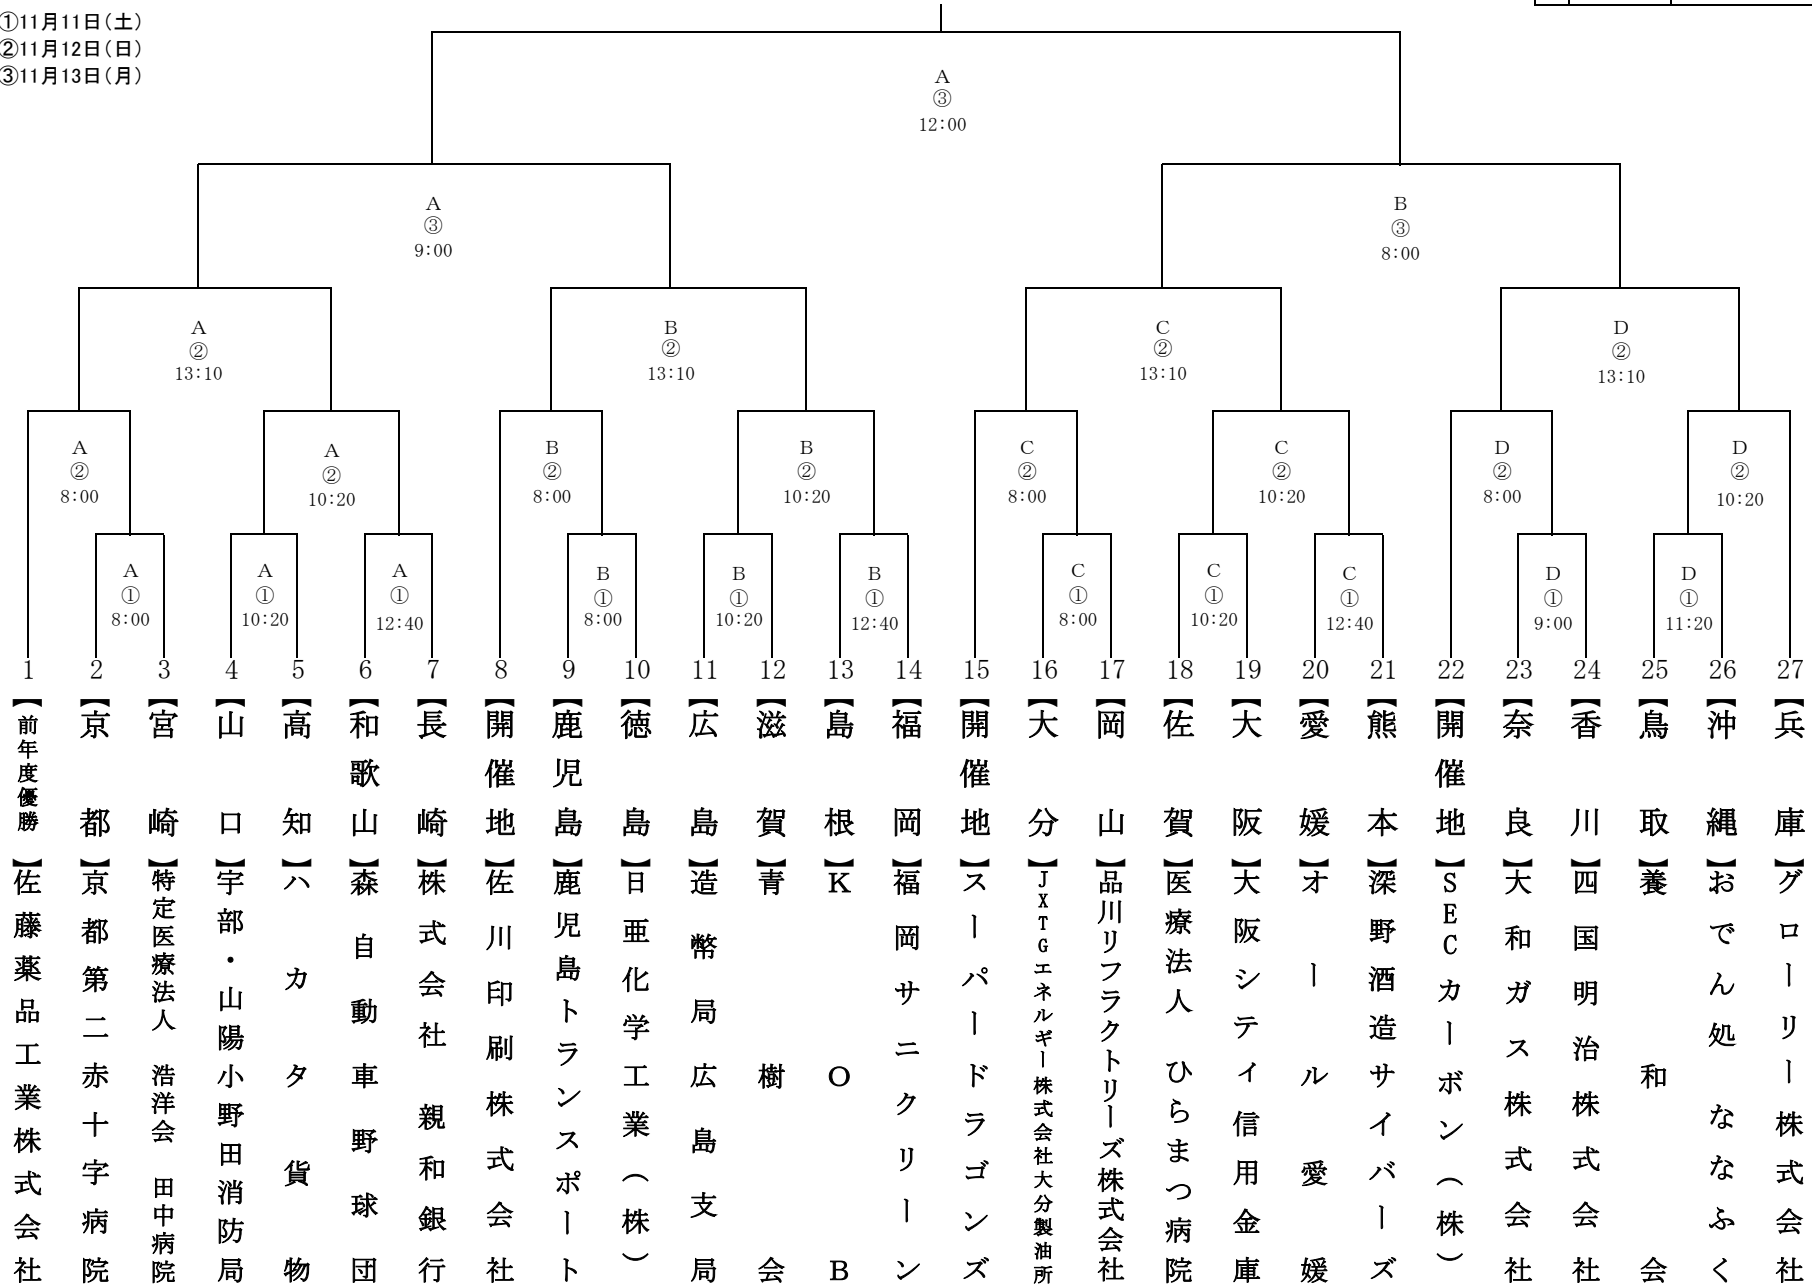 ①11月11日(土)
②11月12日(日)
③11月13日(月)
A
③
12:00
A
③
9:00
B
③
8:00
A
②
13:10
B
②
13:10
C
②
13:10
D
②
13:10
A
②
8:00
A
②
10:20
B
②
8:00
B
②
10:20
C
②
8:00
C
②
10:20
D
②
8:00
D
②
10:20
A
①
8:00
A
①
10:20
A
①
12:40
B
①
8:00
B
①
10:20
B
①
12:40
C
①
8:00
C
①
10:20
C
①
12:40
D
①
9:00
D
①
11:20
1
【前年度優勝】佐藤薬品工業株式会社
2
【京都】京都第二赤十字病院
3
【宮崎】特定医療法人 浩洋会 田中病院
4
【山口】宇部・山陽小野田消防局
5
【高知】ハカタ貨物
6
【和歌山】森自動車野球団
7
【長崎】株式会社 親和銀行
8
【開催地】佐川印刷株式会社
9
【鹿児島】鹿児島トランスポート
10
【徳島】日亜化学工業(株)
11
【広島】造幣局広島支局
12
【滋賀】青樹会
13
【島根】KOB
14
【福岡】福岡サニクリーン
15
【開催地】スーパードラゴンズ
16
【大分】JXTGエネルギー株式会社大分製油所
17
【岡山】品川リフラクトリーズ株式会社
18
【佐賀】医療法人 ひらまつ病院
19
【大阪】大阪シティ信用金庫
20
【愛媛】オール愛媛
21
【熊本】深野酒造サイバーズ
22
【開催地】SECカーボン(株)
23
【奈良】大和ガス株式会社
24
【香川】四国明治株式会社
25
【鳥取】養和会
26
【沖縄】おでん処 ななふく
27
【兵庫】グローリー株式会社